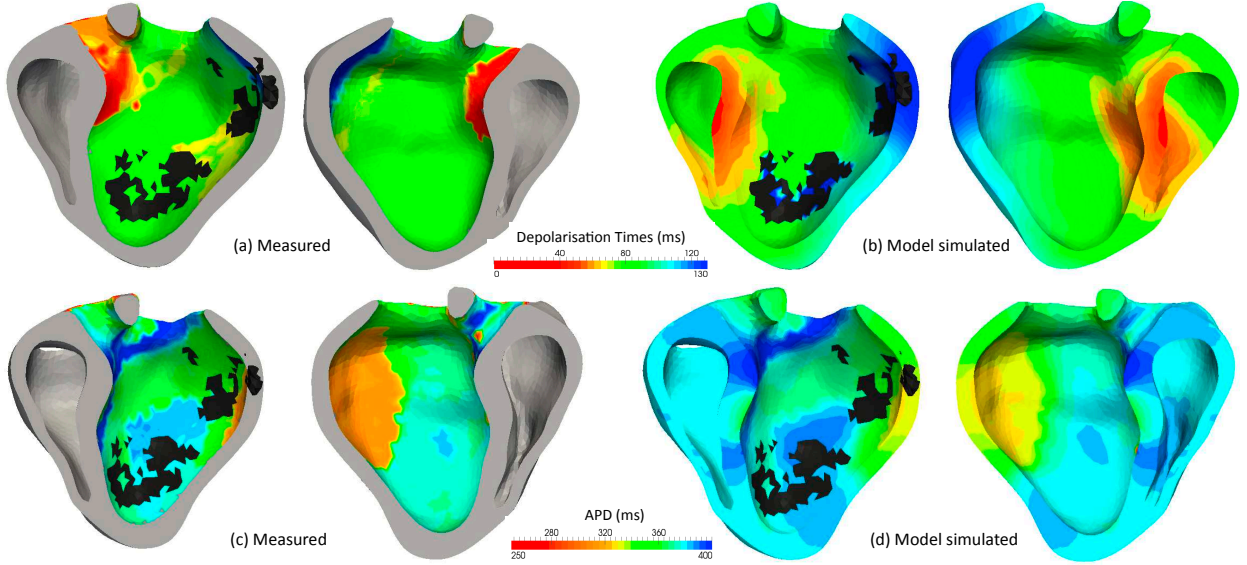 (a) Measured
Depolarisation Times (ms)
40 80 120
0 130
(b) Model simulated
(c) Measured
APD (ms)
280 320 360
250 400
(d) Model simulated